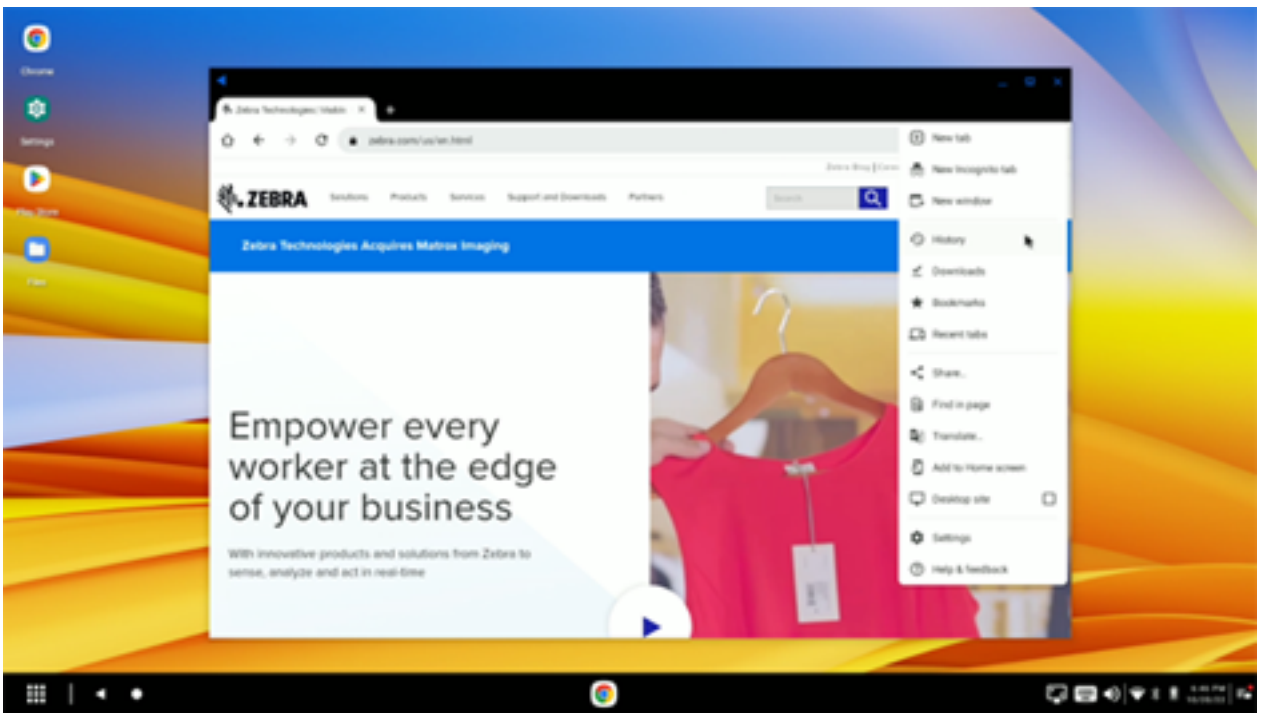 Chrome
Settings
Play Store
Files
Zebra Technologies | Mobile
zebra.com/us/en.html
Zebra Blog
ZEBRA
Solutions
Products
Services
Support and Downloads
Partners
Search
Zebra Technologies Acquires Matrox Imaging
Empower every
worker at the edge
of your business
With innovative products and solutions from Zebra to
sense, analyze and act in real-time
New tab
New Incognito tab
New window
History
Downloads
Bookmarks
Recent tabs
Share...
Find in page
Translate...
Add to Home screen
Desktop site
Settings
Help & feedback